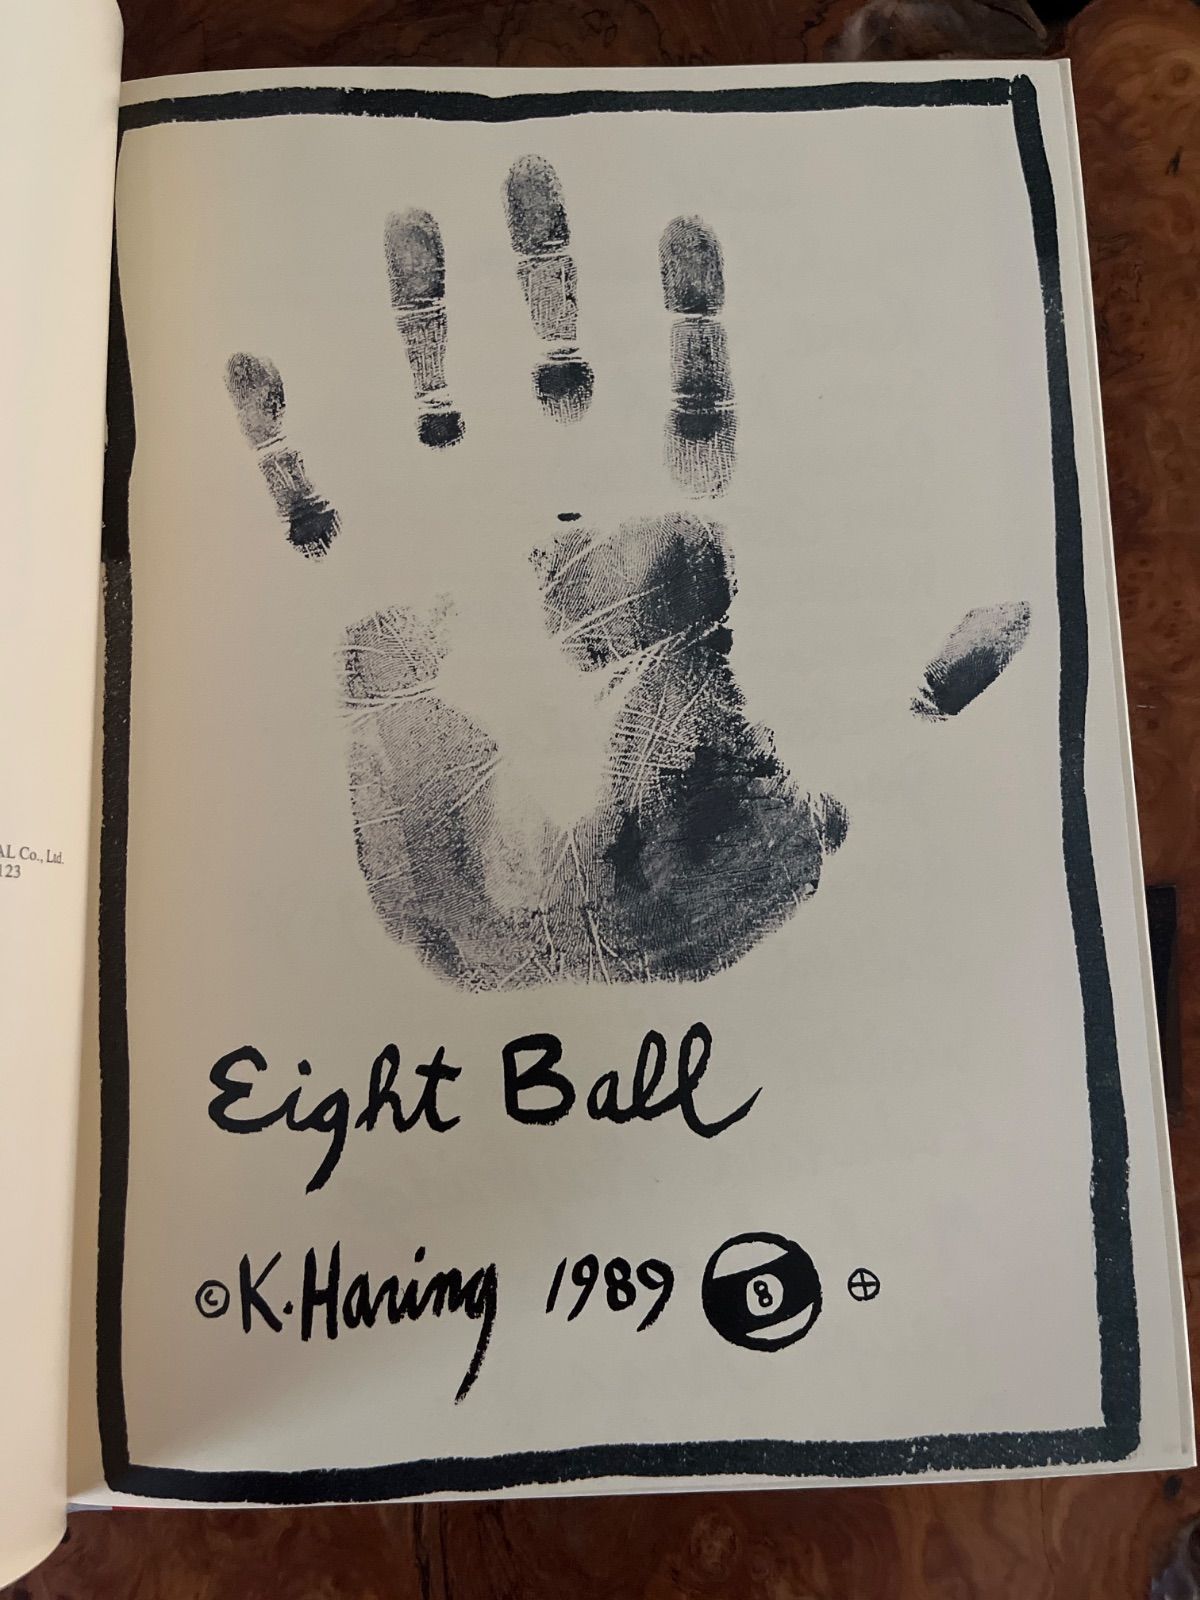 AL Co., Ltd.
123
Eight Ball
© K. Haring 1989 8